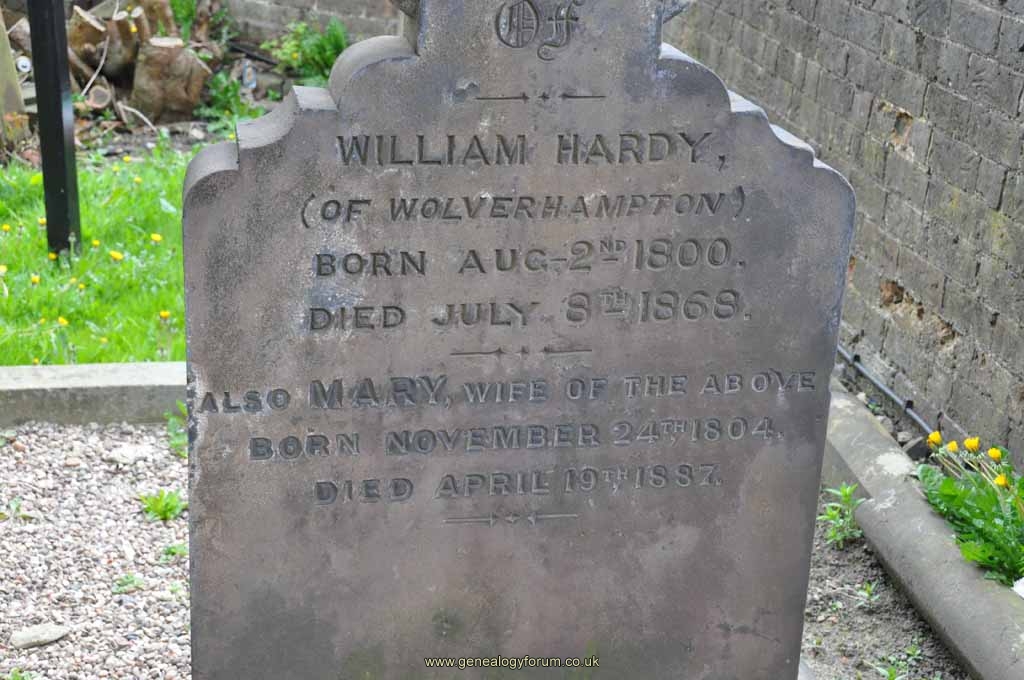 Of
WILLIAM HARDY,
(OF WOLVERHAMPTON)
BORN AUG. 2ND 1800.
DIED JULY 8TH 1868.
ALSO MARY, WIFE OF THE ABOVE
BORN NOVEMBER 24TH, 1804.
DIED APRIL 19TH 1887.
www.genealogyforum.co.uk